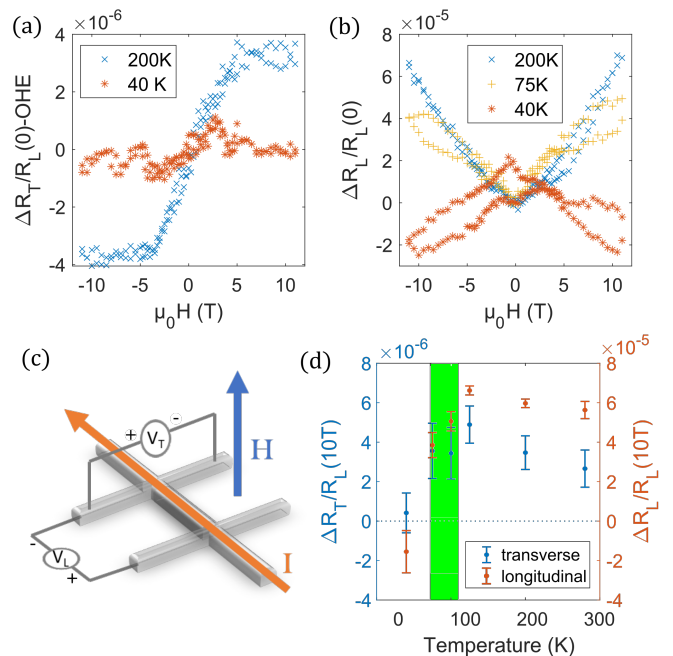 (a)
×10⁻⁶
ΔR_T/R_L(0)-OHE
4
2
0
-2
-4
200K
40 K
-10 -5 0 5 10
μ₀H (T)
(b)
×10⁻⁵
ΔR_L/R_L(0)
8
6
4
2
0
-2
200K
75K
40K
-10 -5 0 5 10
μ₀H (T)
(c)
+ V_T -
H
- V_L +
I
(d)
×10⁻⁶
×10⁻⁵
ΔR_T/R_L(10T)
8
6
4
2
0
-2
-4
transverse
longitudinal
0 100 200 300
Temperature (K)
8
6
4
2
0
-2
-4
ΔR_L/R_L(10T)